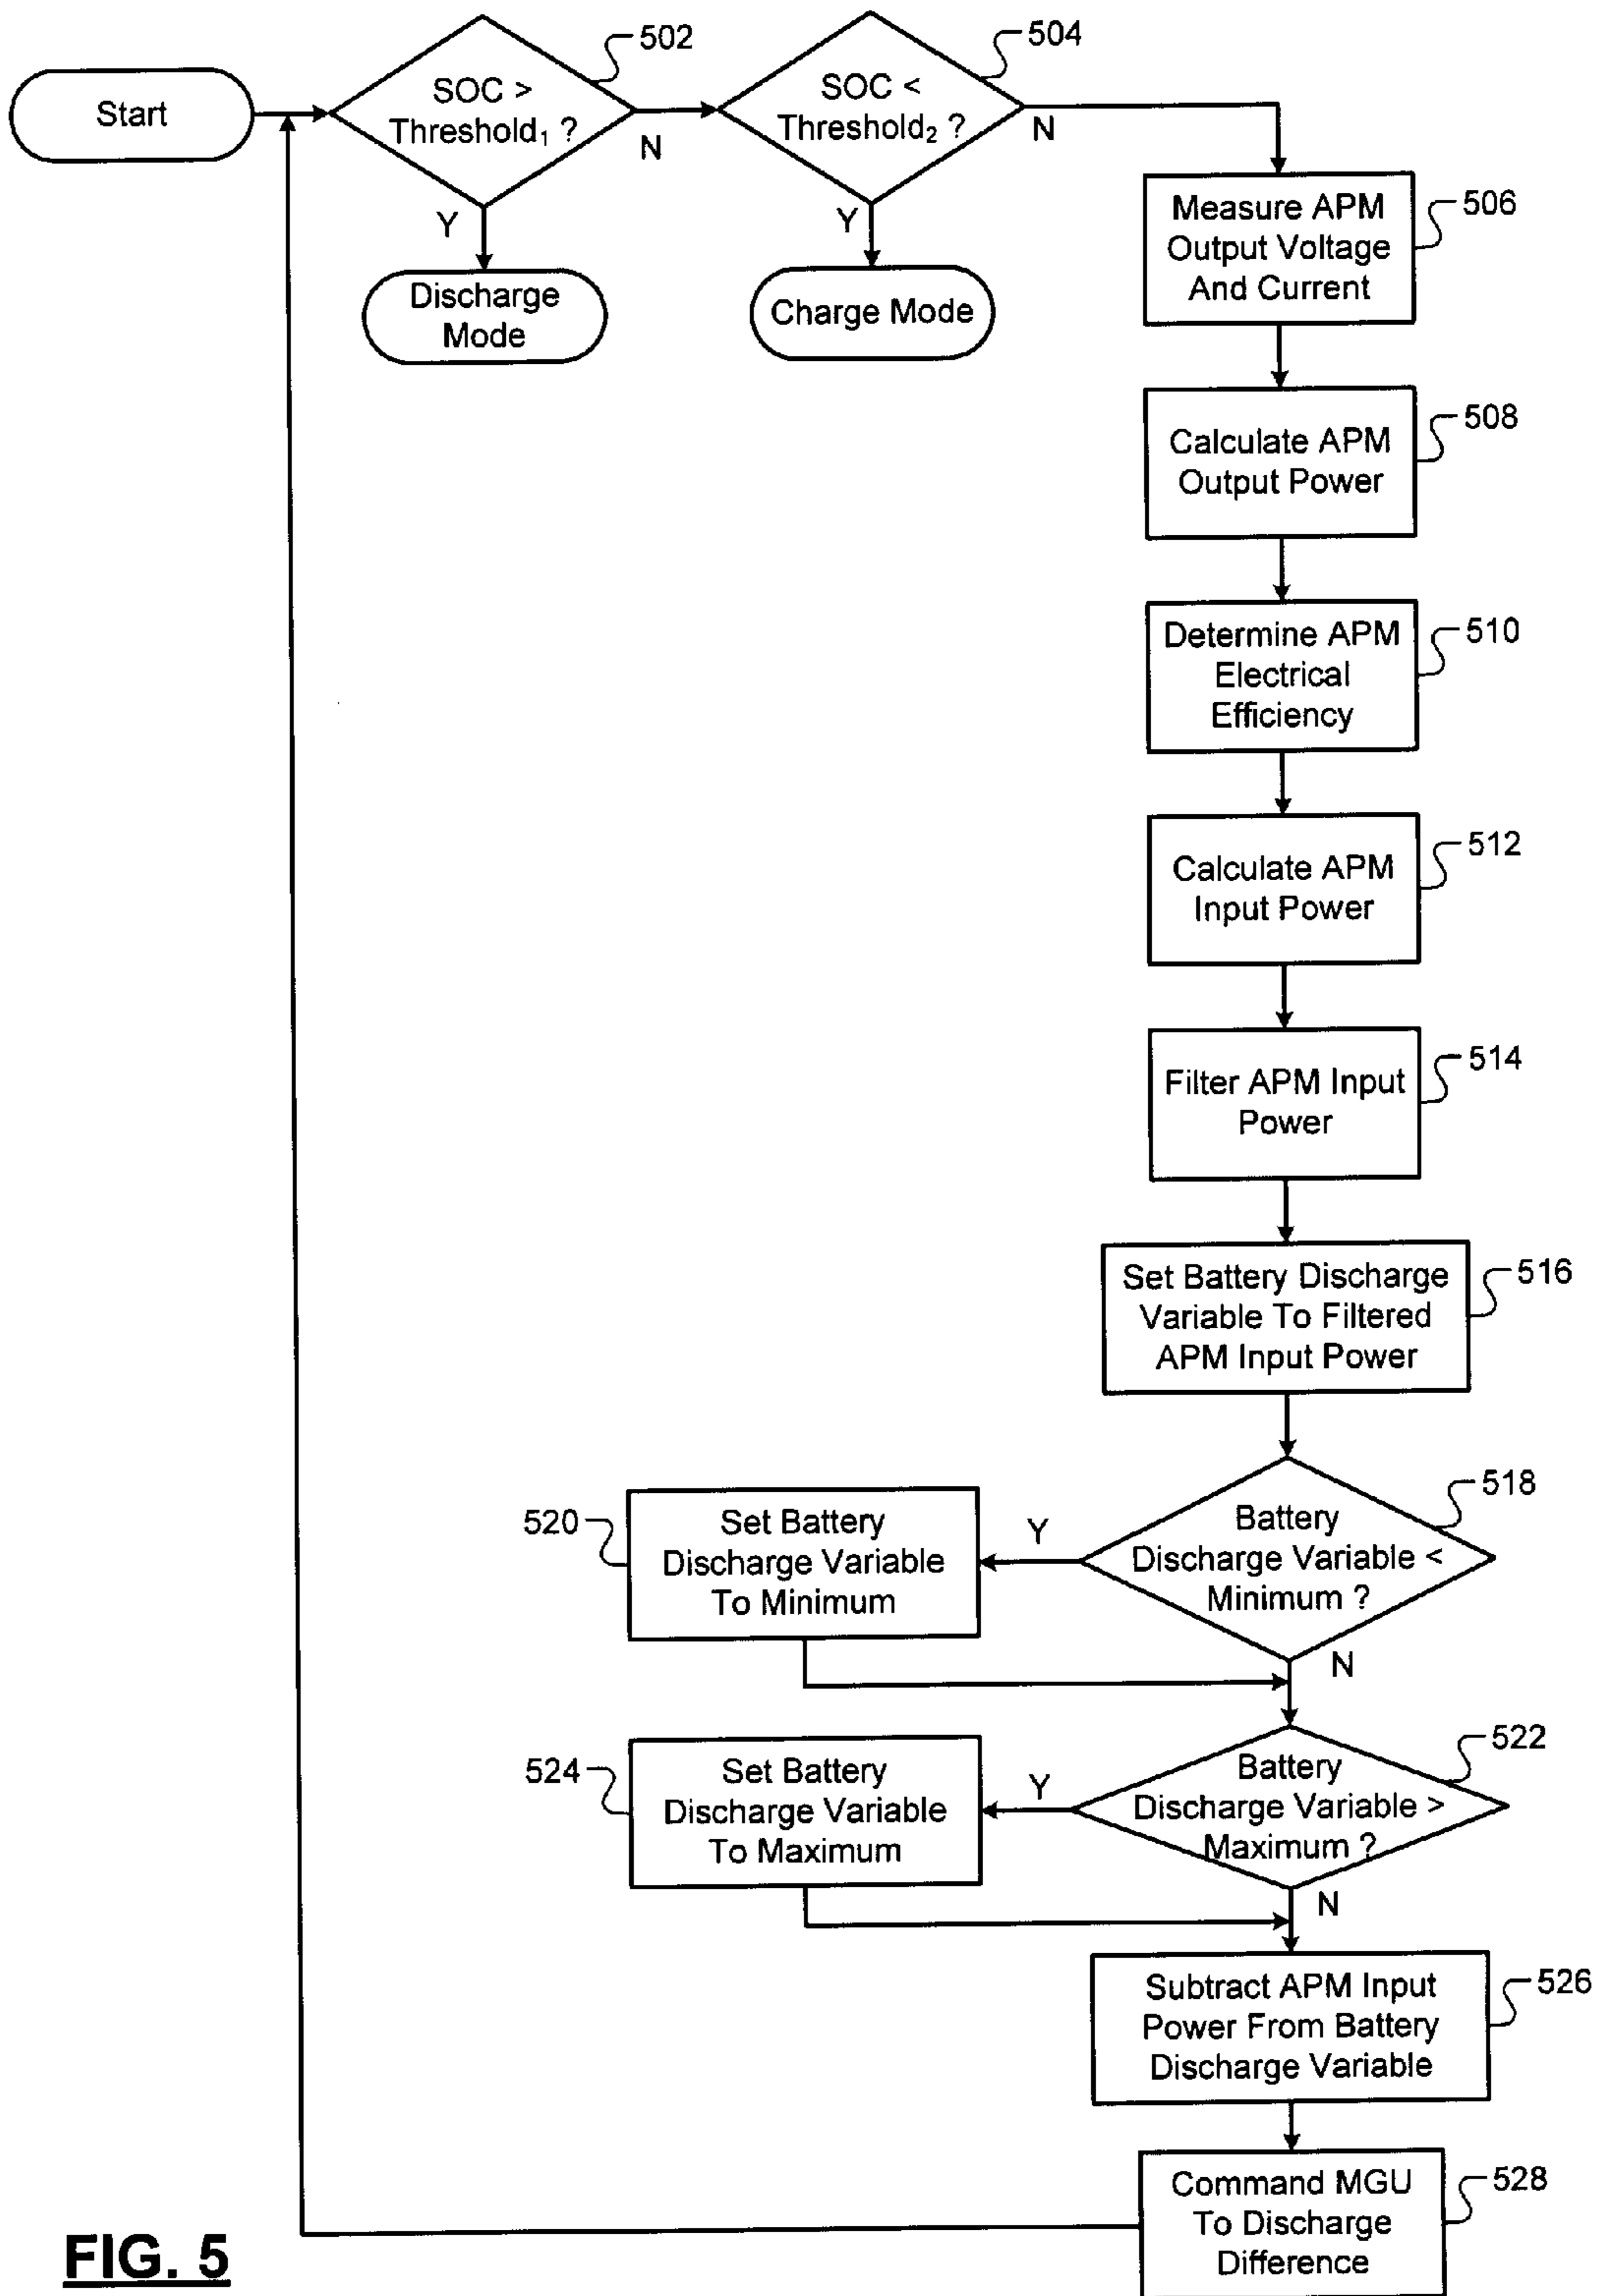 Start
SOC >
Threshold₁ ?
502
N
Y
Discharge
Mode
SOC <
Threshold₂ ?
504
N
Y
Charge Mode
Measure APM
Output Voltage
And Current
506
Calculate APM
Output Power
508
Determine APM
Electrical
Efficiency
510
Calculate APM
Input Power
512
Filter APM Input
Power
514
Set Battery Discharge
Variable To Filtered
APM Input Power
516
Battery
Discharge Variable <
Minimum ?
518
Y
520
Set Battery
Discharge Variable
To Minimum
N
Battery
Discharge Variable >
Maximum ?
522
Y
524
Set Battery
Discharge Variable
To Maximum
N
Subtract APM Input
Power From Battery
Discharge Variable
526
Command MGU
To Discharge
Difference
528
FIG. 5